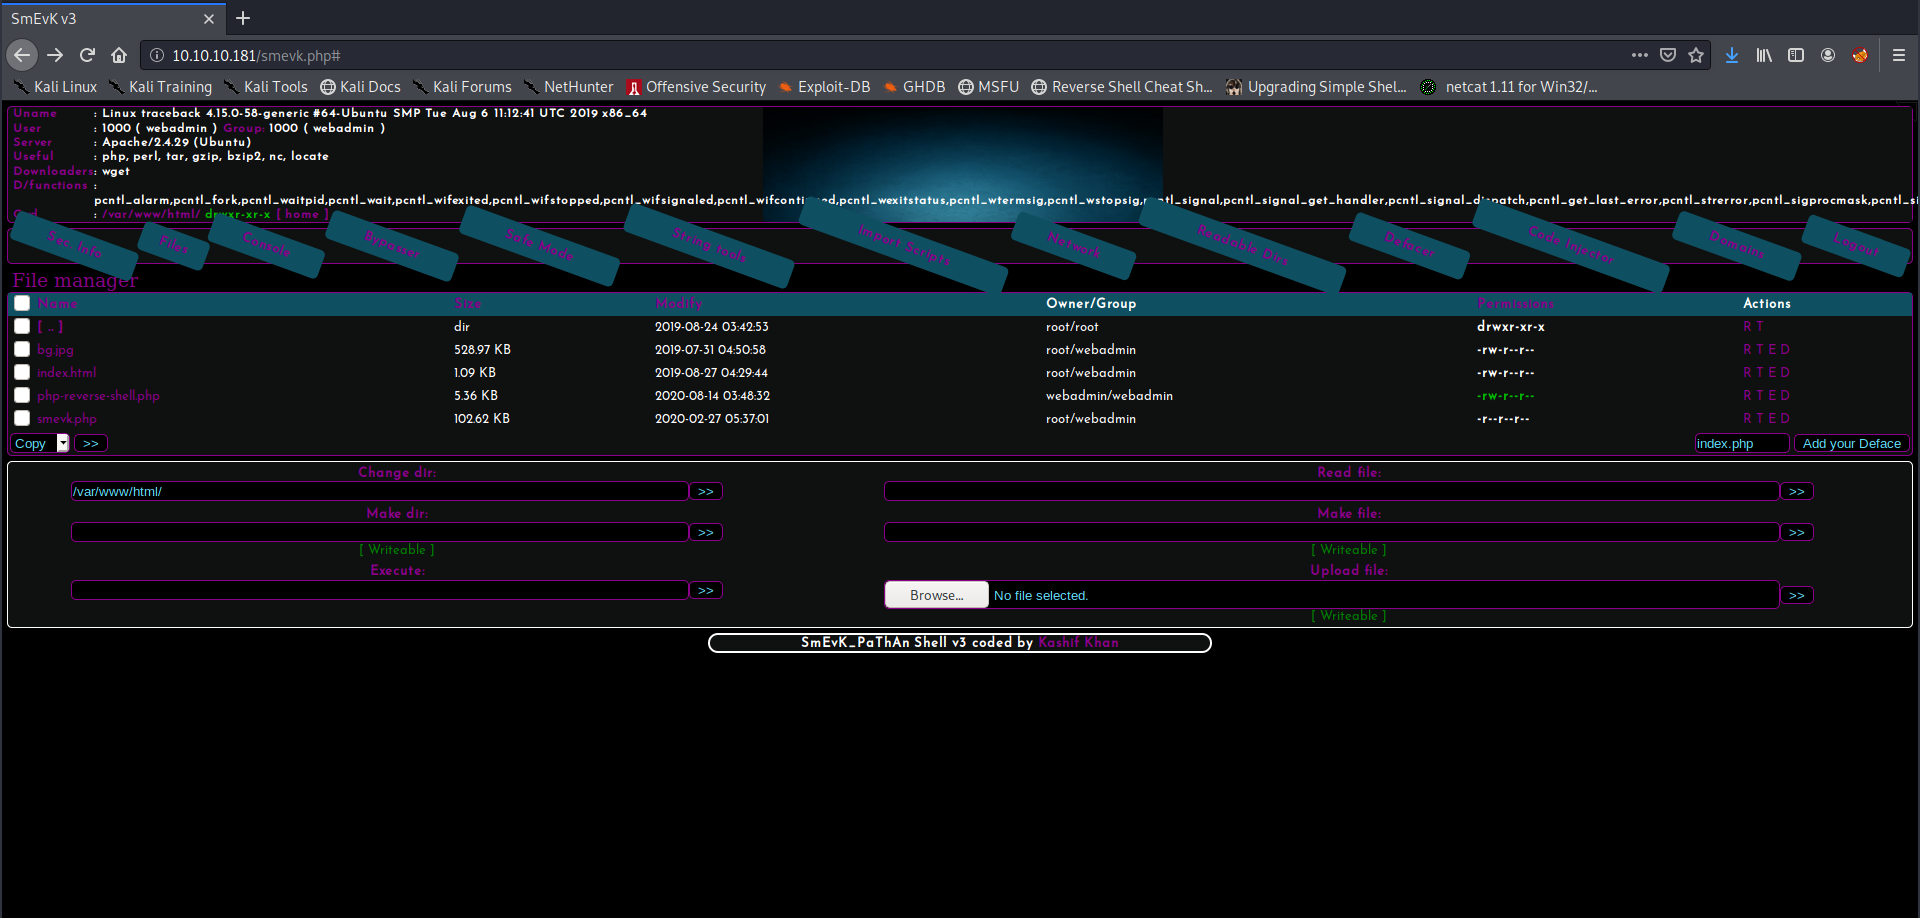 SmEvK v3
10.10.10.181/smevk.php#
Kali Linux Kali Training Kali Tools Kali Docs Kali Forums NetHunter Offensive Security Exploit-DB GHDB MSFU Reverse Shell Cheat Sh... Upgrading Simple Shel... netcat 1.11 for Win32/...
Uname : Linux traceback 4.15.0-58-generic #64-Ubuntu SMP Tue Aug 6 11:12:41 UTC 2019 x86_64
User : 1000 ( webadmin ) Group: 1000 ( webadmin )
Server : Apache/2.4.29 (Ubuntu)
Useful : php, perl, tar, gzip, bzip2, nc, locate
Downloaders: wget
D/functions :
pcntl_alarm,pcntl_fork,pcntl_waitpid,pcntl_wait,pcntl_wifexited,pcntl_wifstopped,pcntl_wifsignaled,pcntl_wifcontinued,pcntl_wexitstatus,pcntl_wtermsig,pcntl_wstopsig,pcntl_signal,pcntl_signal_get_handler,pcntl_signal_dispatch,pcntl_get_last_error,pcntl_strerror,pcntl_sigprocmask,pcntl_si
Cwd : /var/www/html/ drwxr-xr-x [ home ]
Sec. Info Files Console Bypasser Safe Mode String tools Import Scripts Network Readable Dirs Defacer Code Injector Domains Logout
File manager
Name Size Modify Owner/Group Permissions Actions
[ .. ] dir 2019-08-24 03:42:53 root/root drwxr-xr-x R T
bg.jpg 528.97 KB 2019-07-31 04:50:58 root/webadmin -rw-r--r-- R T E D
index.html 1.09 KB 2019-08-27 04:29:44 root/webadmin -rw-r--r-- R T E D
php-reverse-shell.php 5.36 KB 2020-08-14 03:48:32 webadmin/webadmin -rw-r--r-- R T E D
smevk.php 102.62 KB 2020-02-27 05:37:01 root/webadmin -r--r--r-- R T E D
Copy >> index.php Add your Deface
Change dir: Read file:
/var/www/html/ >> >>
Make dir: Make file:
>> >>
[ Writeable ] [ Writeable ]
Execute: Upload file:
>> Browse... No file selected. >>
[ Writeable ]
SmEvK_PaThAn Shell v3 coded by Kashif Khan